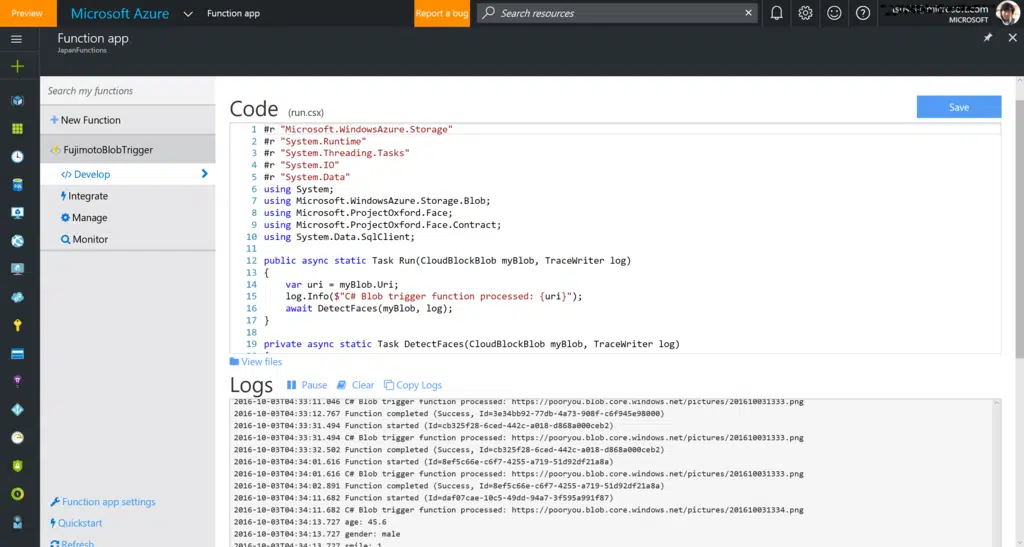 Preview
Microsoft Azure
Function app
Report a bug
Search resources
MICROSOFT
Function app
JapanFunctions
Search my functions
New Function
FujimotoBlobTrigger
</> Develop
Integrate
Manage
Monitor
Function app settings
Quickstart
Refresh
Code (run.csx)
Save
1 #r "Microsoft.WindowsAzure.Storage"
2 #r "System.Runtime"
3 #r "System.Threading.Tasks"
4 #r "System.IO"
5 #r "System.Data"
6 using System;
7 using Microsoft.WindowsAzure.Storage.Blob;
8 using Microsoft.ProjectOxford.Face;
9 using Microsoft.ProjectOxford.Face.Contract;
10 using System.Data.SqlClient;
11
12 public async static Task Run(CloudBlockBlob myBlob, TraceWriter log)
13 {
14 var uri = myBlob.Uri;
15 log.Info($"C# Blob trigger function processed: {uri}");
16 await DetectFaces(myBlob, log);
17 }
18
19 private async static Task DetectFaces(CloudBlockBlob myBlob, TraceWriter log)
View files
Logs
Pause
Clear
Copy Logs
2016-10-03T04:33:11.046 C# Blob trigger function processed: https://pooryou.blob.core.windows.net/pictures/201610031333.png
2016-10-03T04:33:12.767 Function completed (Success, Id=3e34bb92-77db-4a73-908f-c6f945e98000)
2016-10-03T04:33:31.494 Function started (Id=cb325f28-6ced-442c-a018-d868a000ceb2)
2016-10-03T04:33:31.494 C# Blob trigger function processed: https://pooryou.blob.core.windows.net/pictures/201610031333.png
2016-10-03T04:33:32.502 Function completed (Success, Id=cb325f28-6ced-442c-a018-d868a000ceb2)
2016-10-03T04:34:01.616 Function started (Id=8ef5c66e-c6f7-4255-a719-51d92df21a8a)
2016-10-03T04:34:01.616 C# Blob trigger function processed: https://pooryou.blob.core.windows.net/pictures/201610031333.png
2016-10-03T04:34:02.891 Function completed (Success, Id=8ef5c66e-c6f7-4255-a719-51d92df21a8a)
2016-10-03T04:34:11.682 Function started (Id=daf07cae-10c5-49dd-94a7-3f595a991f87)
2016-10-03T04:34:11.682 C# Blob trigger function processed: https://pooryou.blob.core.windows.net/pictures/201610031334.png
2016-10-03T04:34:13.727 age: 45.6
2016-10-03T04:34:13.727 gender: male
2016-10-03T04:34:13.727 smile: 1